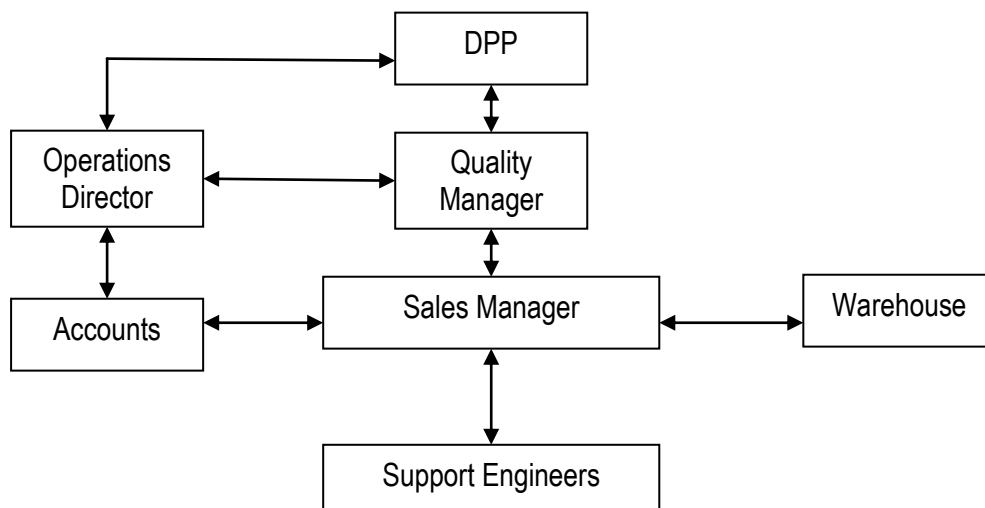 DPP
Operations
Director
Quality
Manager
Accounts
Sales Manager
Warehouse
Support Engineers